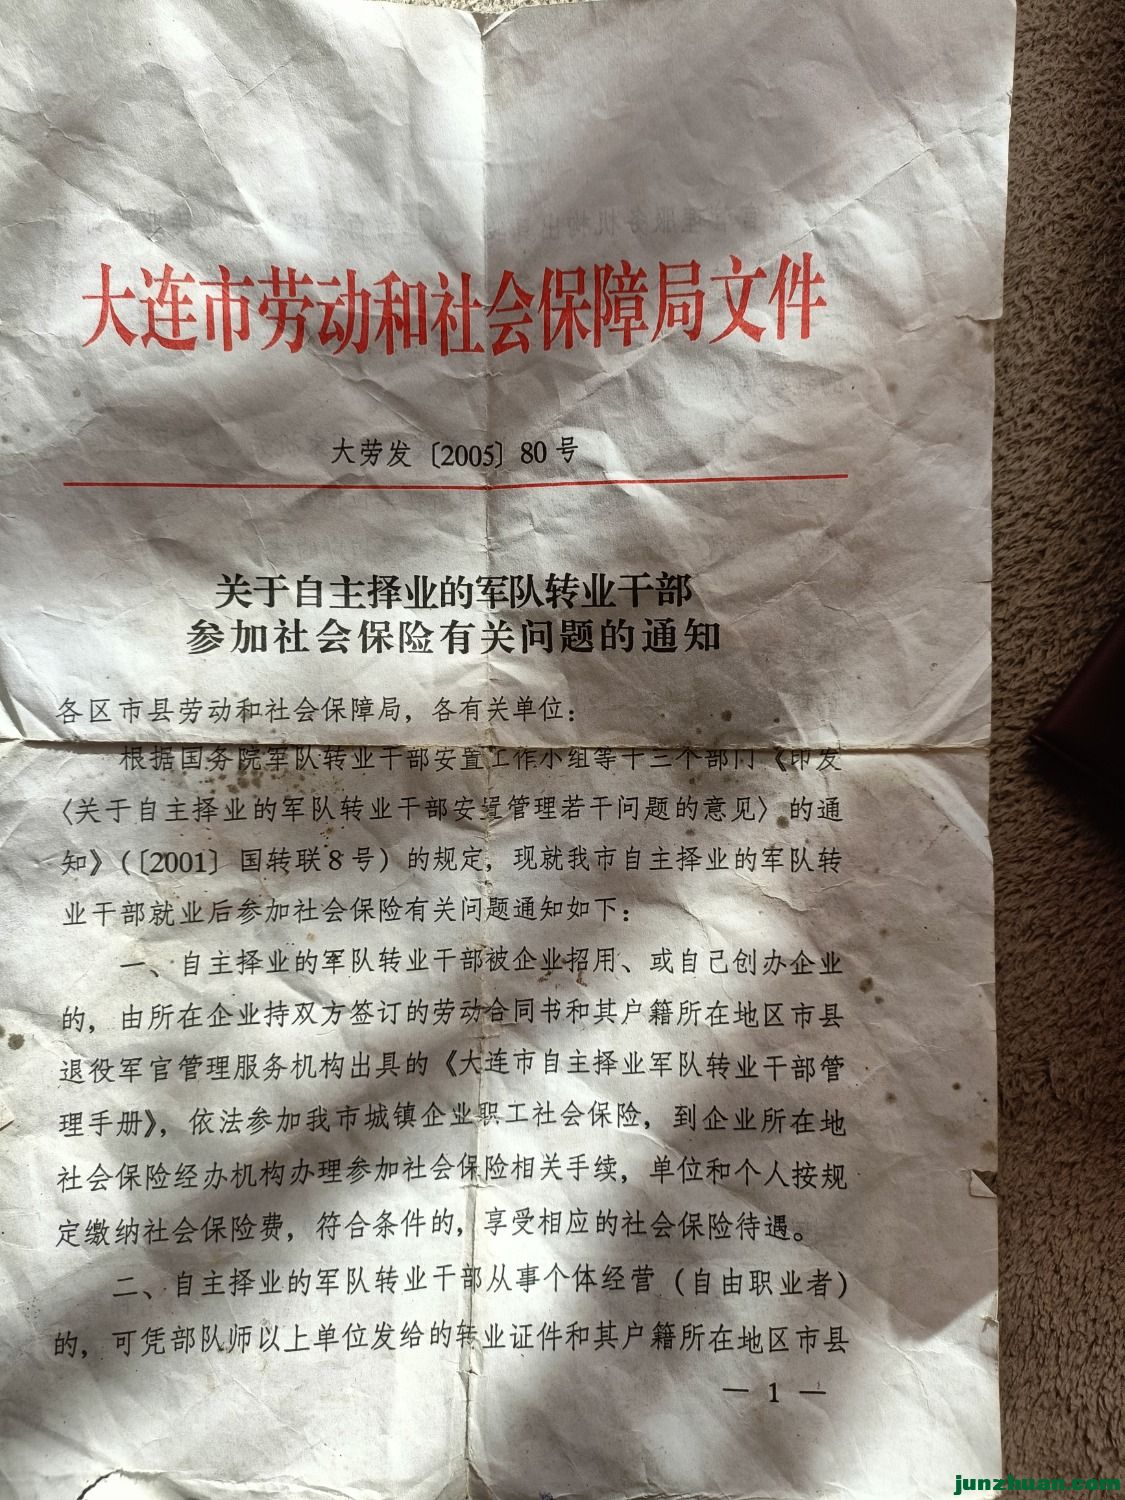 大连市劳动和社会保障局文件
大劳发〔2005〕80号
关于自主择业的军队转业干部
参加社会保险有关问题的通知
各区市县劳动和社会保障局，各有关单位：
根据国务院军队转业干部安置工作小组等十三个部门《印发
〈关于自主择业的军队转业干部安置管理若干问题的意见〉的通
知》（〔2001〕国转联8号）的规定，现就我市自主择业的军队转
业干部就业后参加社会保险有关问题通知如下：
一、自主择业的军队转业干部被企业招用、或自己创办企业
的，由所在企业持双方签订的劳动合同书和其户籍所在地区市县
退役军官管理服务机构出具的《大连市自主择业军队转业干部管
理手册》，依法参加我市城镇企业职工社会保险，到企业所在地
社会保险经办机构办理参加社会保险相关手续，单位和个人按规
定缴纳社会保险费，符合条件的，享受相应的社会保险待遇。
二、自主择业的军队转业干部从事个体经营（自由职业者）
的，可凭部队师以上单位发给的转业证件和其户籍所在地区市县
— 1 —
junzhuan.com